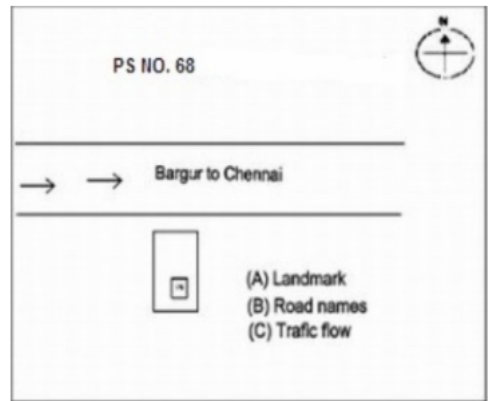 N
PS NO. 68
Bargur to Chennai
(A) Landmark
(B) Road names
(C) Trafic flow